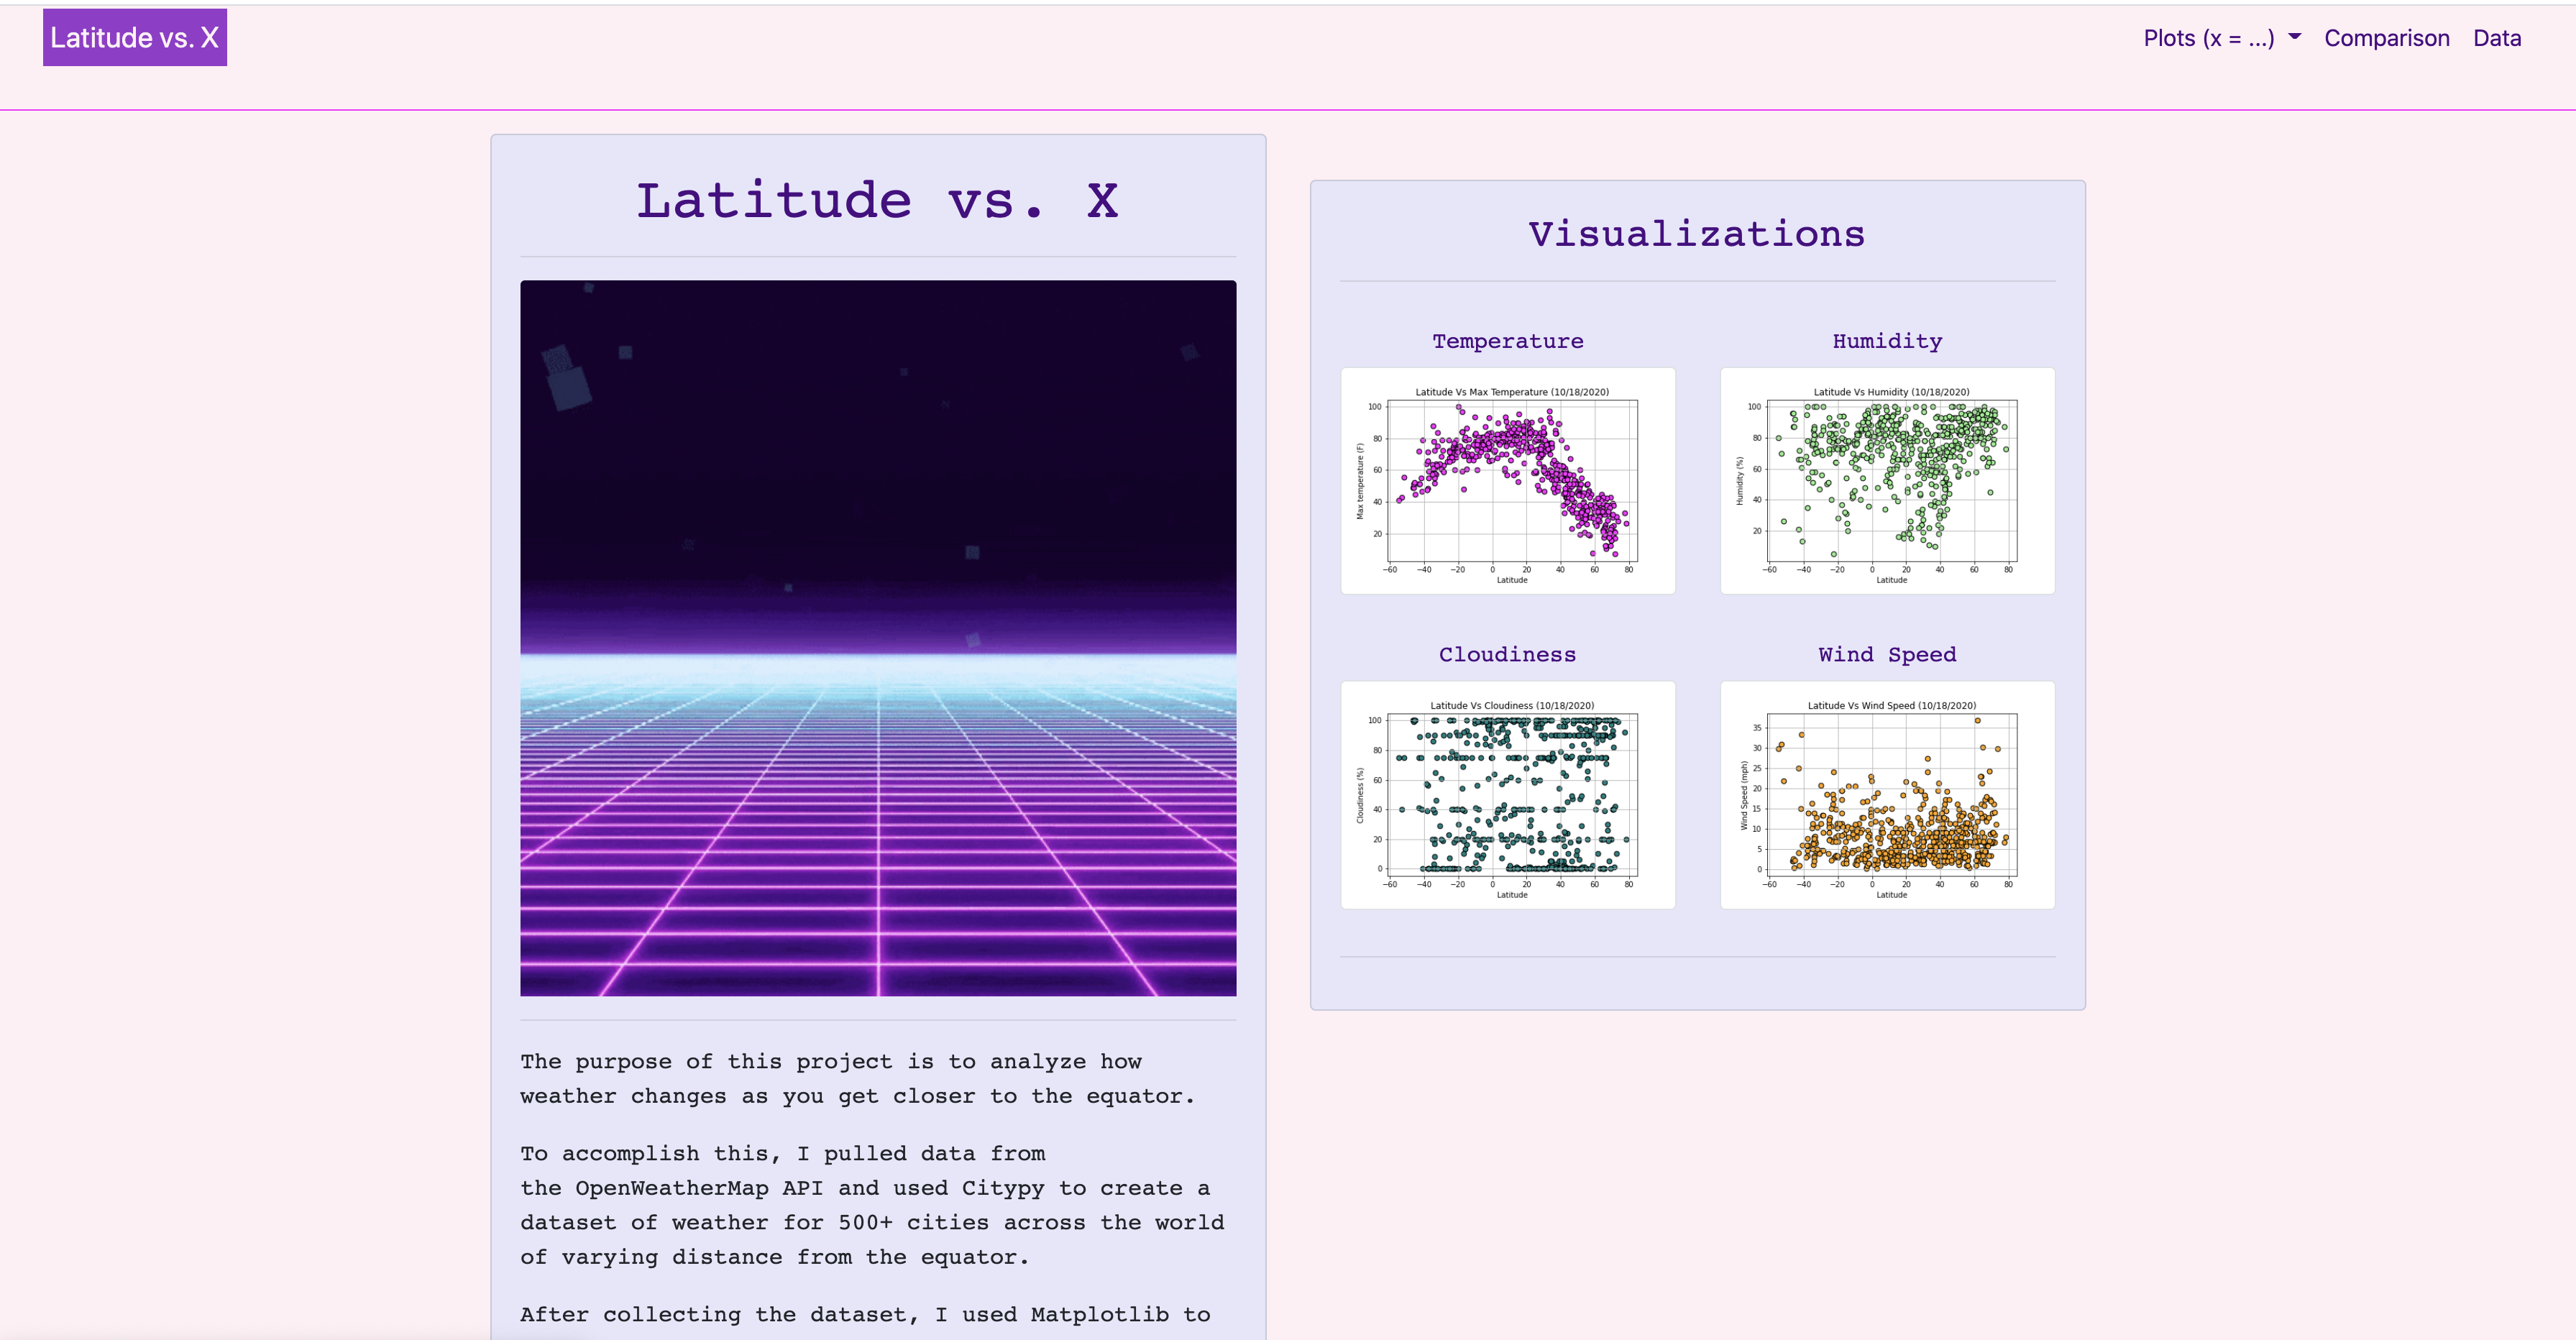 Latitude vs. X
Plots (x = ...) Comparison Data
Latitude vs. X
The purpose of this project is to analyze how
weather changes as you get closer to the equator.
To accomplish this, I pulled data from
the OpenWeatherMap API and used Citypy to create a
dataset of weather for 500+ cities across the world
of varying distance from the equator.
After collecting the dataset, I used Matplotlib to
Visualizations
Temperature
Latitude Vs Max Temperature (10/18/2020)
Max temperature (F)
100
80
60
40
20
−60 −40 −20 0 20 40 60 80
Latitude
Humidity
Latitude Vs Humidity (10/18/2020)
Humidity (%)
100
80
60
40
20
−60 −40 −20 0 20 40 60 80
Latitude
Cloudiness
Latitude Vs Cloudiness (10/18/2020)
Cloudiness (%)
100
80
60
40
20
0
−60 −40 −20 0 20 40 60 80
Latitude
Wind Speed
Latitude Vs Wind Speed (10/18/2020)
Wind Speed (mph)
35
30
25
20
15
10
5
0
−60 −40 −20 0 20 40 60 80
Latitude